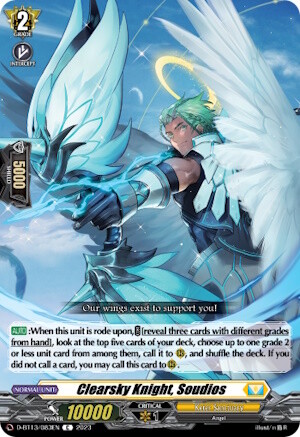 2
GRADE
INTERCEPT
5000
SHIELD
Our wings exist to support you!
AUTO :When this unit is rode upon, [reveal three cards with different grades
from hand], look at the top five cards of your deck, choose up to one grade 2
or less unit card from among them, call it to , and shuffle the deck. If you
did not call a card, you may call this card to .
NORMAL UNIT
Clearsky Knight, Soudios
POWER
10000
CRITICAL
1
Keter Sanctuary
Angel
D-BT13/083EN C 2023